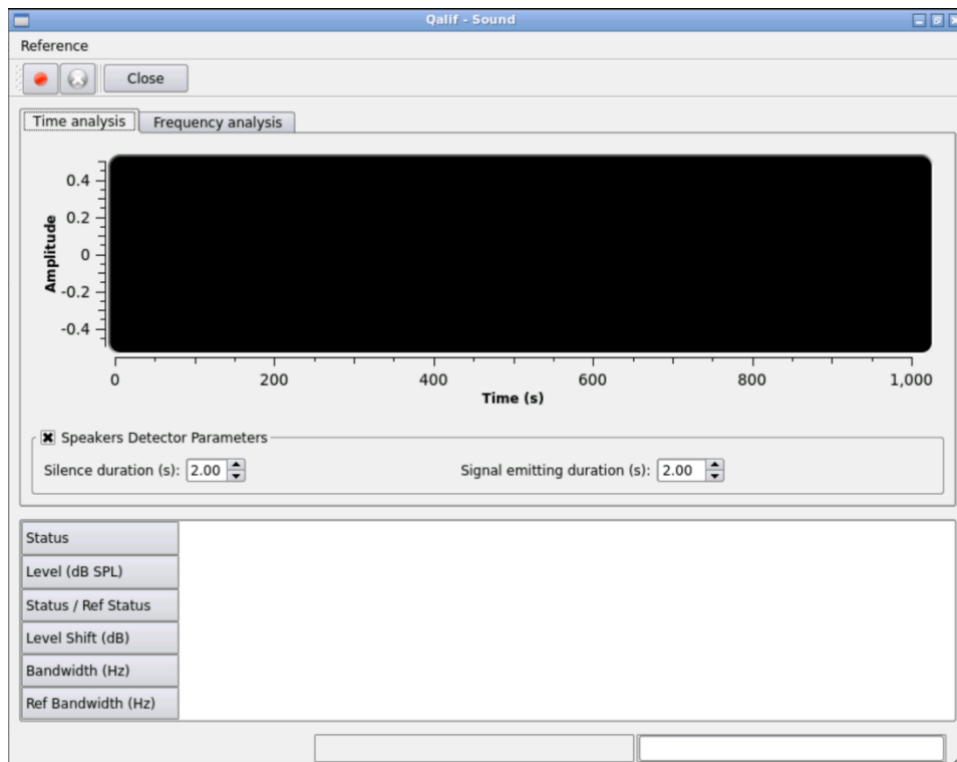 Qalif - Sound
Reference
Close
Time analysis Frequency analysis
0.4
0.2
0
-0.2
-0.4
Amplitude
0 200 400 600 800 1,000
Time (s)
Speakers Detector Parameters
Silence duration (s): 2.00 Signal emitting duration (s): 2.00
Status
Level (dB SPL)
Status / Ref Status
Level Shift (dB)
Bandwidth (Hz)
Ref Bandwidth (Hz)